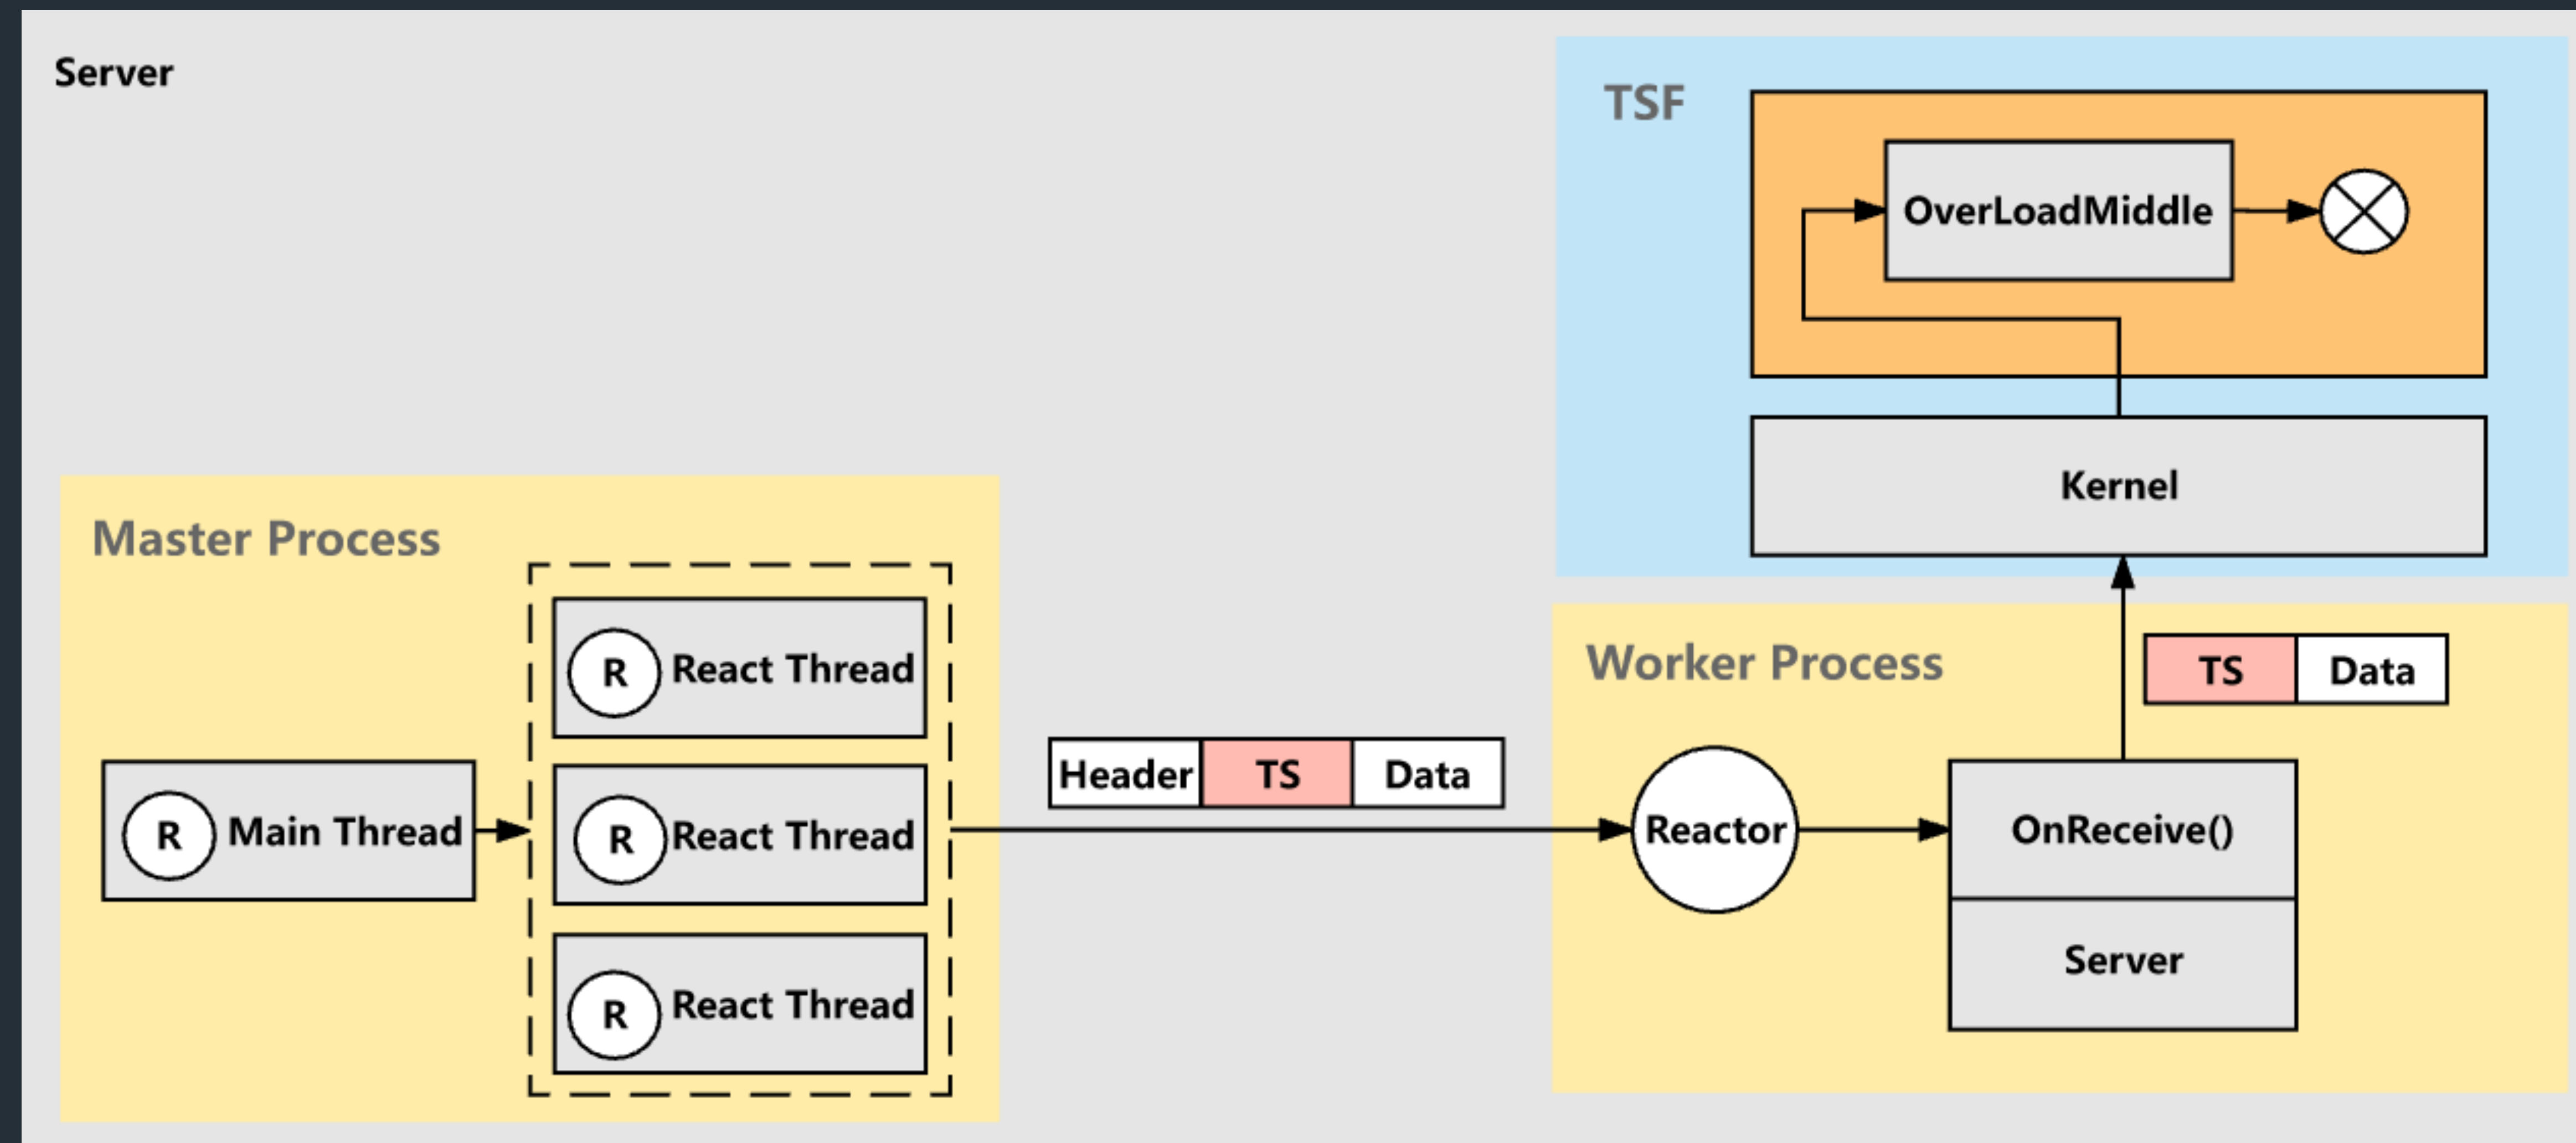 Server
TSF
OverLoadMiddle
Kernel
Master Process
R React Thread
R Main Thread
R React Thread
R React Thread
Header TS Data
Worker Process
TS Data
Reactor
OnReceive()
Server